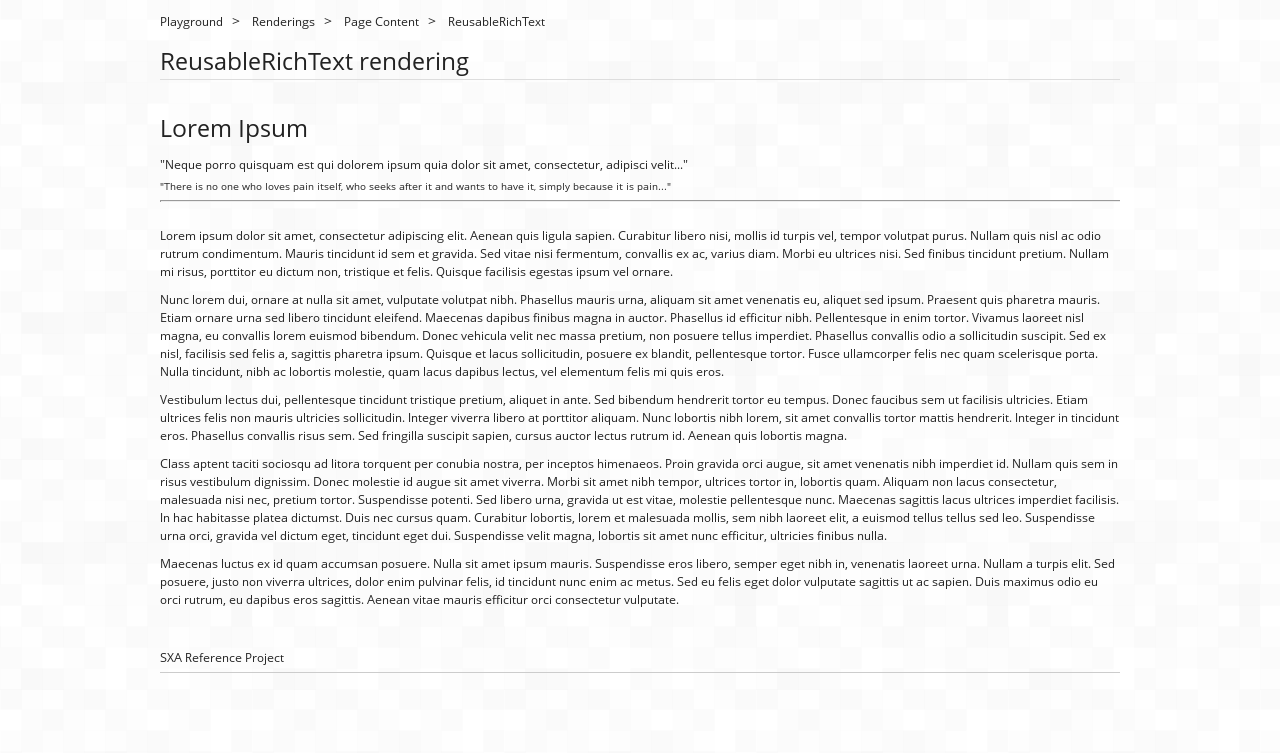 Playground > Renderings > Page Content > ReusableRichText
ReusableRichText rendering
Lorem Ipsum
"Neque porro quisquam est qui dolorem ipsum quia dolor sit amet, consectetur, adipisci velit..."
"There is no one who loves pain itself, who seeks after it and wants to have it, simply because it is pain..."
Lorem ipsum dolor sit amet, consectetur adipiscing elit. Aenean quis ligula sapien. Curabitur libero nisi, mollis id turpis vel, tempor volutpat purus. Nullam quis nisl ac odio
rutrum condimentum. Mauris tincidunt id sem et gravida. Sed vitae nisi fermentum, convallis ex ac, varius diam. Morbi eu ultrices nisi. Sed finibus tincidunt pretium. Nullam
mi risus, porttitor eu dictum non, tristique et felis. Quisque facilisis egestas ipsum vel ornare.
Nunc lorem dui, ornare at nulla sit amet, vulputate volutpat nibh. Phasellus mauris urna, aliquam sit amet venenatis eu, aliquet sed ipsum. Praesent quis pharetra mauris.
Etiam ornare urna sed libero tincidunt eleifend. Maecenas dapibus finibus magna in auctor. Phasellus id efficitur nibh. Pellentesque in enim tortor. Vivamus laoreet nisl
magna, eu convallis lorem euismod bibendum. Donec vehicula velit nec massa pretium, non posuere tellus imperdiet. Phasellus convallis odio a sollicitudin suscipit. Sed ex
nisl, facilisis sed felis a, sagittis pharetra ipsum. Quisque et lacus sollicitudin, posuere ex blandit, pellentesque tortor. Fusce ullamcorper felis nec quam scelerisque porta.
Nulla tincidunt, nibh ac lobortis molestie, quam lacus dapibus lectus, vel elementum felis mi quis eros.
Vestibulum lectus dui, pellentesque tincidunt tristique pretium, aliquet in ante. Sed bibendum hendrerit tortor eu tempus. Donec faucibus sem ut facilisis ultricies. Etiam
ultrices felis non mauris ultricies sollicitudin. Integer viverra libero at porttitor aliquam. Nunc lobortis nibh lorem, sit amet convallis tortor mattis hendrerit. Integer in tincidunt
eros. Phasellus convallis risus sem. Sed fringilla suscipit sapien, cursus auctor lectus rutrum id. Aenean quis lobortis magna.
Class aptent taciti sociosqu ad litora torquent per conubia nostra, per inceptos himenaeos. Proin gravida orci augue, sit amet venenatis nibh imperdiet id. Nullam quis sem in
risus vestibulum dignissim. Donec molestie id augue sit amet viverra. Morbi sit amet nibh tempor, ultrices tortor in, lobortis quam. Aliquam non lacus consectetur,
malesuada nisi nec, pretium tortor. Suspendisse potenti. Sed libero urna, gravida ut est vitae, molestie pellentesque nunc. Maecenas sagittis lacus ultrices imperdiet facilisis.
In hac habitasse platea dictumst. Duis nec cursus quam. Curabitur lobortis, lorem et malesuada mollis, sem nibh laoreet elit, a euismod tellus tellus sed leo. Suspendisse
urna orci, gravida vel dictum eget, tincidunt eget dui. Suspendisse velit magna, lobortis sit amet nunc efficitur, ultricies finibus nulla.
Maecenas luctus ex id quam accumsan posuere. Nulla sit amet ipsum mauris. Suspendisse eros libero, semper eget nibh in, venenatis laoreet urna. Nullam a turpis elit. Sed
posuere, justo non viverra ultrices, dolor enim pulvinar felis, id tincidunt nunc enim ac metus. Sed eu felis eget dolor vulputate sagittis ut ac sapien. Duis maximus odio eu
orci rutrum, eu dapibus eros sagittis. Aenean vitae mauris efficitur orci consectetur vulputate.
SXA Reference Project